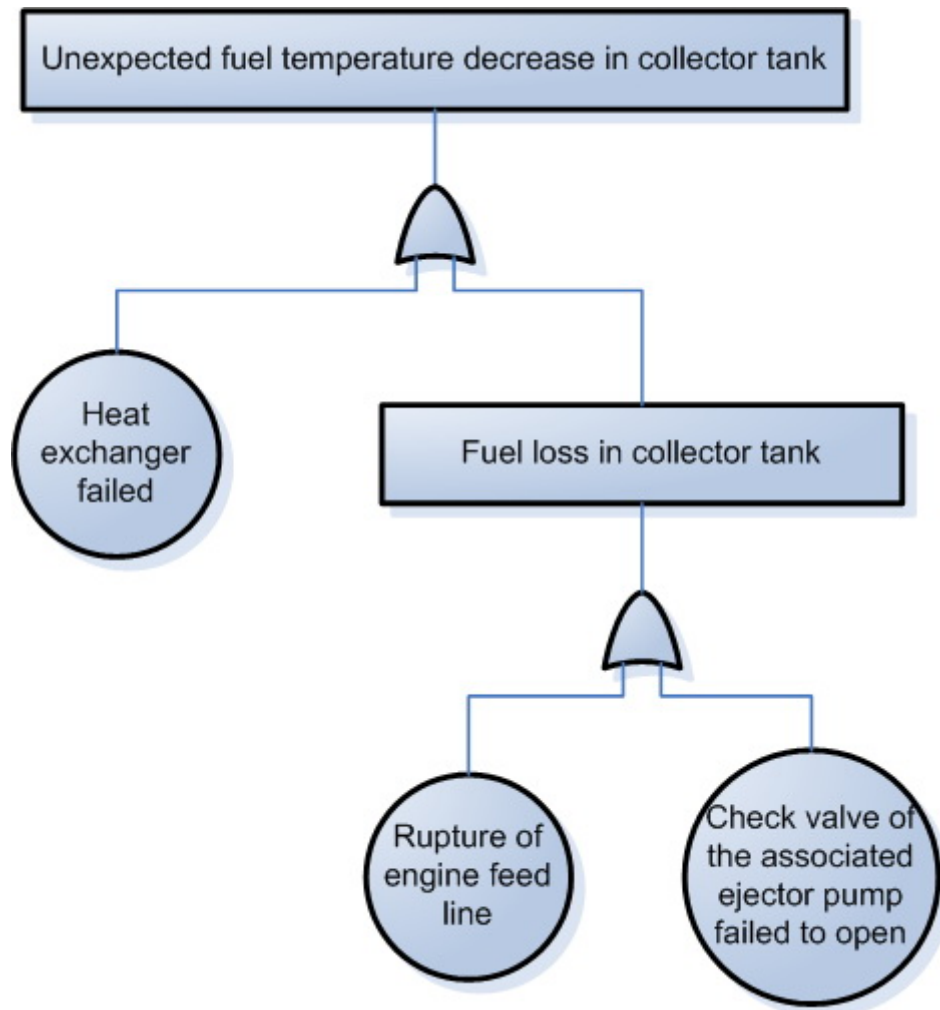 Unexpected fuel temperature decrease in collector tank
Heat
exchanger
failed
Fuel loss in collector tank
Rupture of
engine feed
line
Check valve of
the associated
ejector pump
failed to open